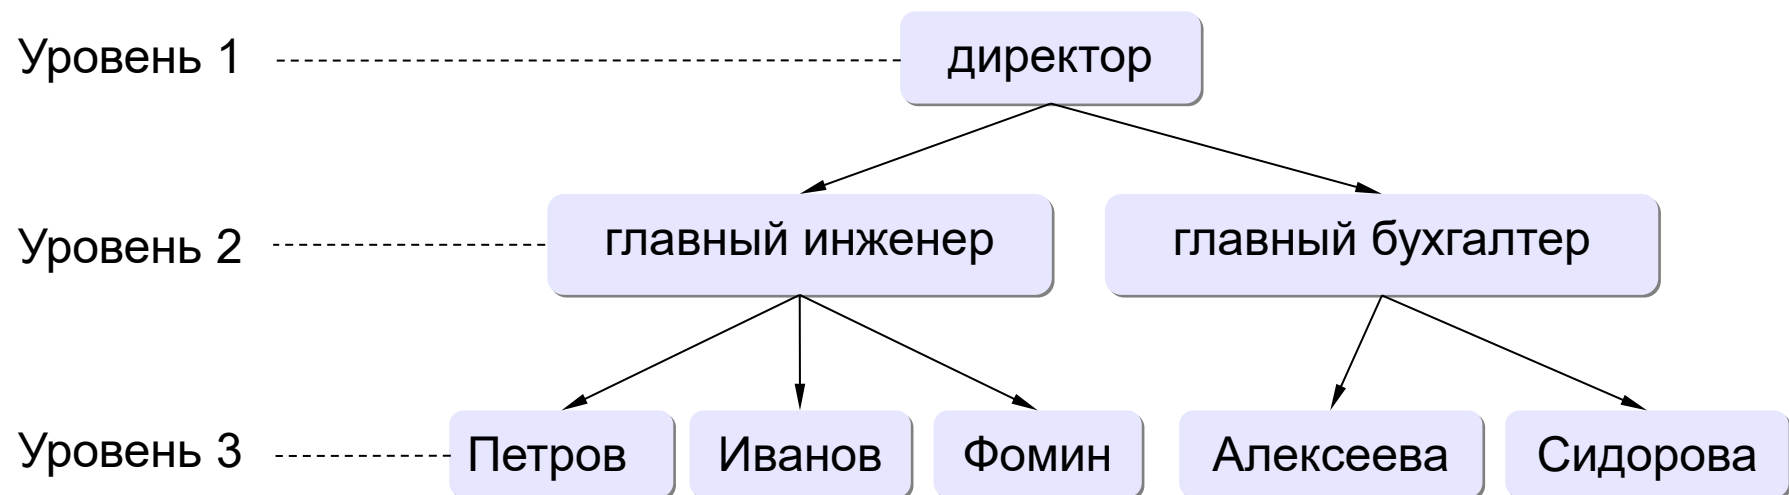 Уровень 1 директор
Уровень 2 главный инженер главный бухгалтер
Уровень 3 Петров Иванов Фомин Алексеева Сидорова